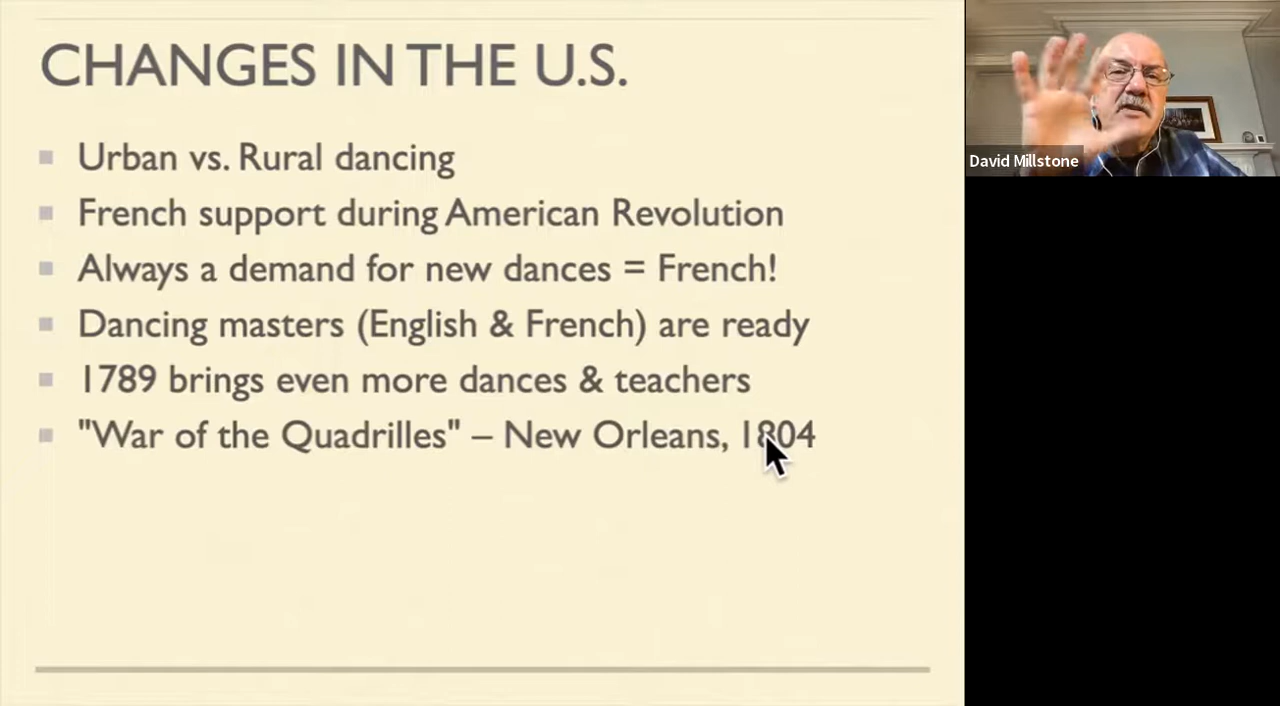 CHANGES IN THE U.S.
Urban vs. Rural dancing
French support during American Revolution
Always a demand for new dances = French!
Dancing masters (English & French) are ready
1789 brings even more dances & teachers
"War of the Quadrilles" – New Orleans, 1804
David Millstone